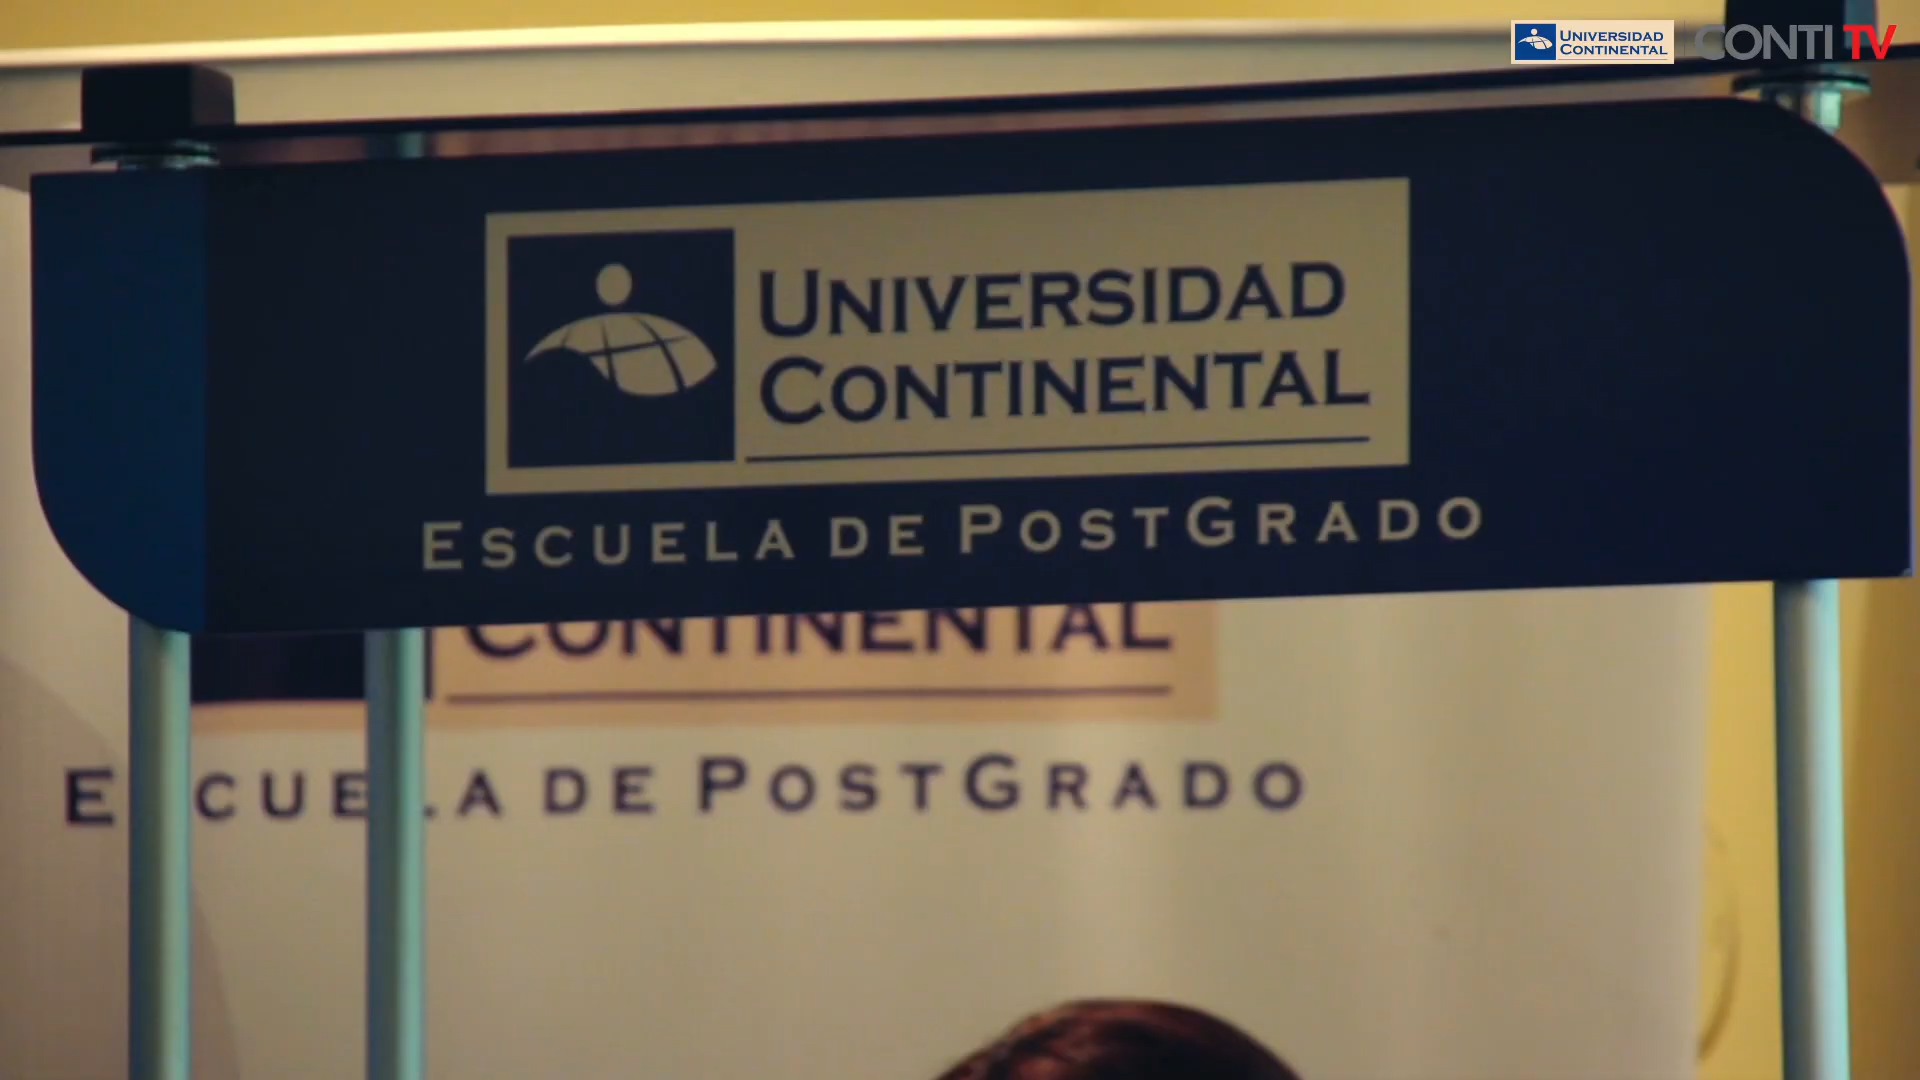 UNIVERSIDAD
CONTINENTAL
CONTI TV
UNIVERSIDAD
CONTINENTAL
ESCUELA DE POSTGRADO
CONTINENTAL
ESCUELA DE POSTGRADO